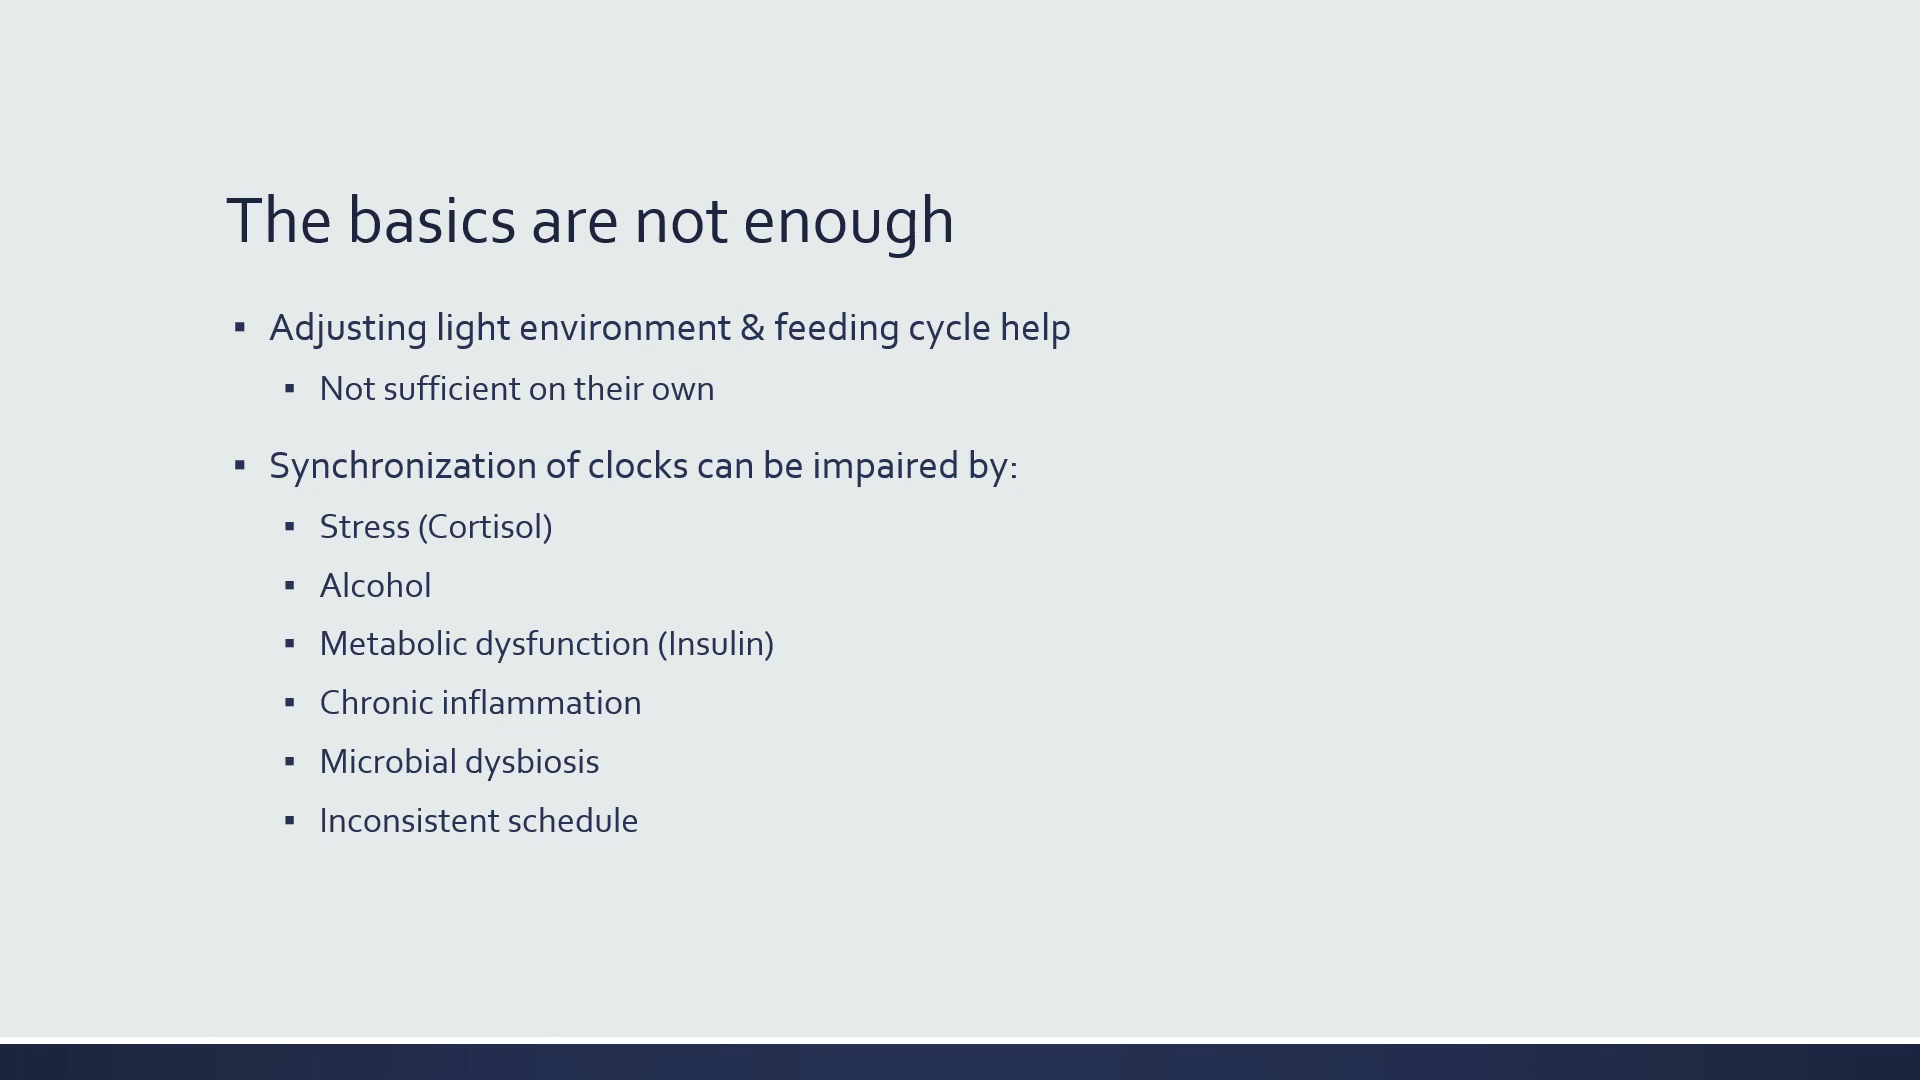 The basics are not enough
▪ Adjusting light environment & feeding cycle help
▪ Not sufficient on their own
▪ Synchronization of clocks can be impaired by:
▪ Stress (Cortisol)
▪ Alcohol
▪ Metabolic dysfunction (Insulin)
▪ Chronic inflammation
▪ Microbial dysbiosis
▪ Inconsistent schedule